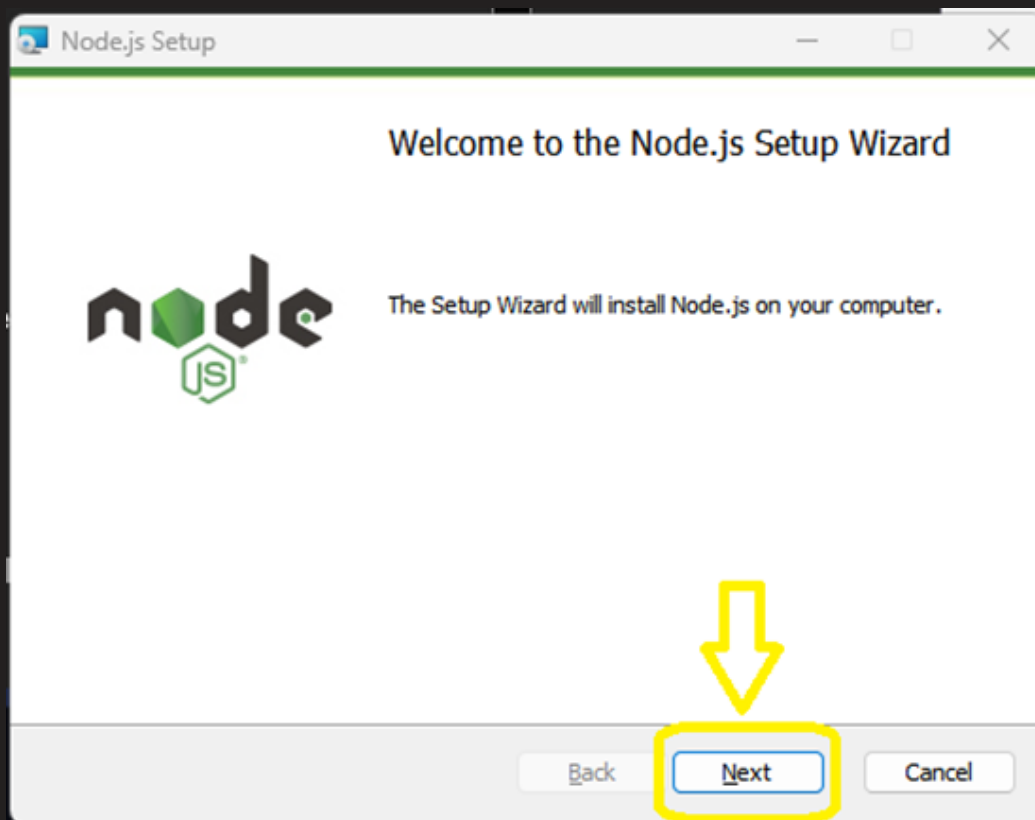 Node.js Setup
Welcome to the Node.js Setup Wizard
node
JS®
The Setup Wizard will install Node.js on your computer.
Back
Next
Cancel